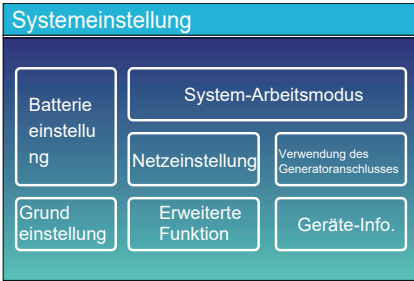 Systemeinstellung
Batterie
einstellu
ng
System-Arbeitsmodus
Netzeinstellung
Verwendung des
Generatoranschlusses
Grund
einstellung
Erweiterte
Funktion
Geräte-Info.